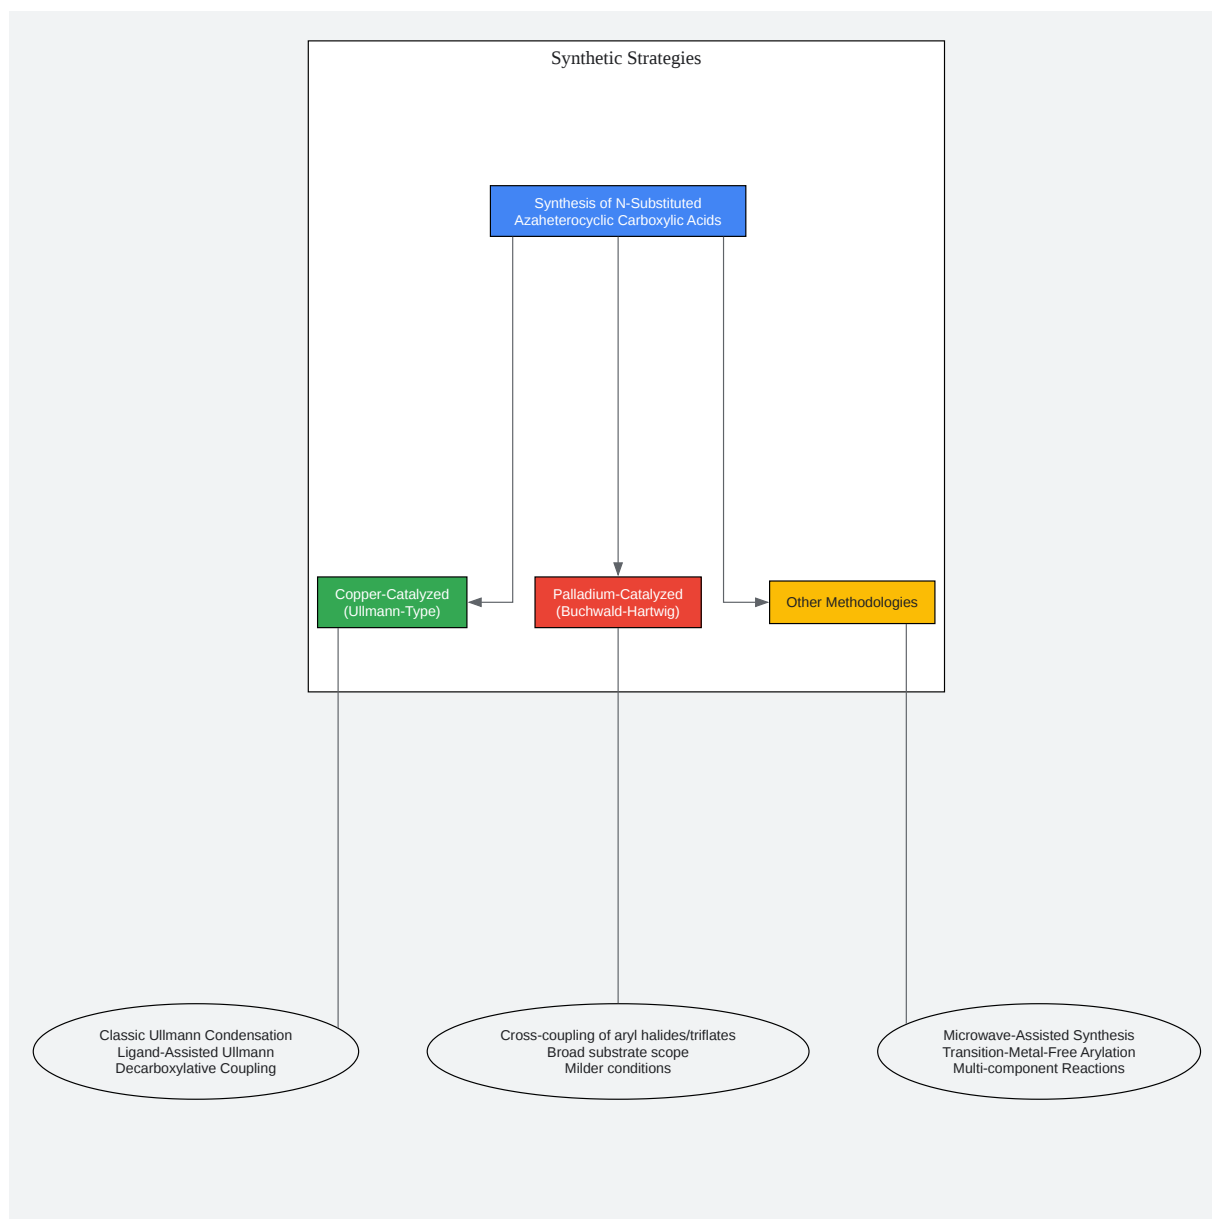 Synthetic Strategies
Synthesis of N-Substituted
Azaheterocyclic Carboxylic Acids
Copper-Catalyzed
(Ullmann-Type)
Palladium-Catalyzed
(Buchwald-Hartwig)
Other Methodologies
Classic Ullmann Condensation
Ligand-Assisted Ullmann
Decarboxylative Coupling
Cross-coupling of aryl halides/triflates
Broad substrate scope
Milder conditions
Microwave-Assisted Synthesis
Transition-Metal-Free Arylation
Multi-component Reactions